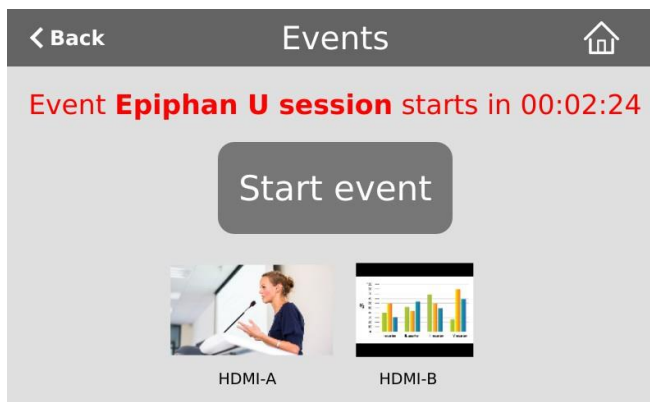 Back
Events
Event Epiphan U session starts in 00:02:24
Start event
HDMI-A
HDMI-B